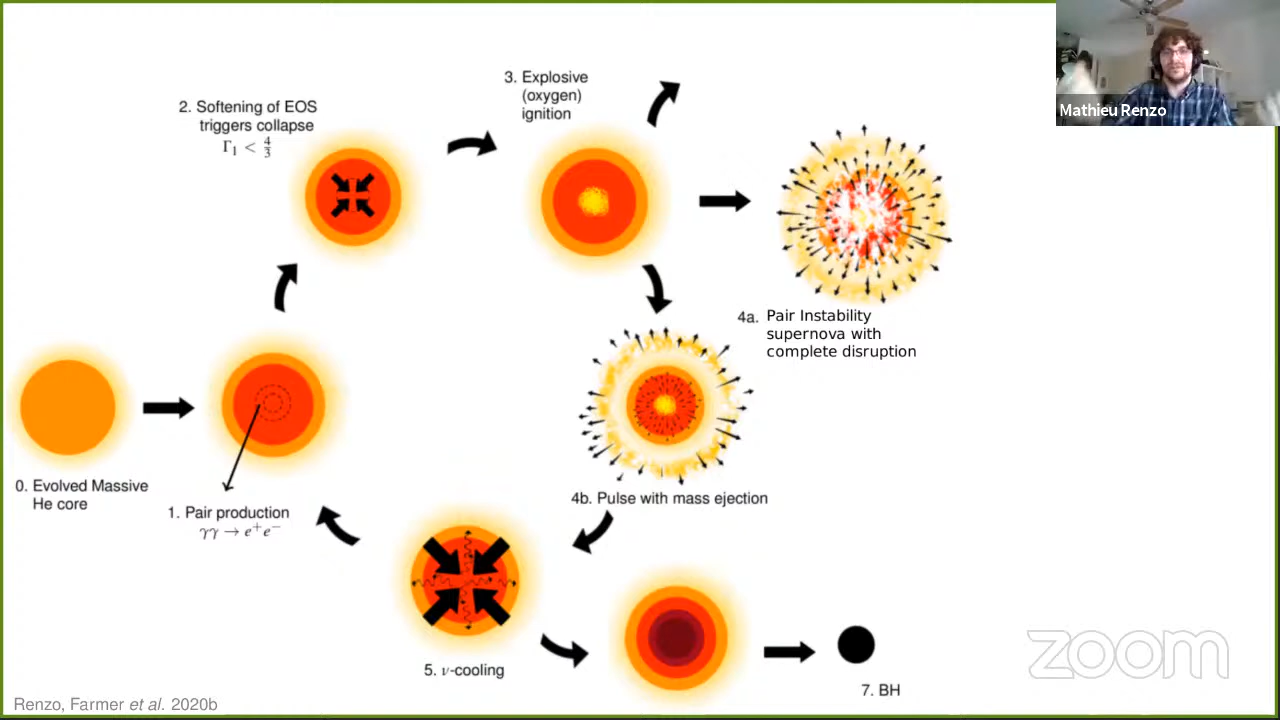 Mathieu Renzo
3. Explosive
(oxygen)
ignition
2. Softening of EOS
triggers collapse
Γ₁ < 4/3
4a. Pair Instability
supernova with
complete disruption
0. Evolved Massive
He core
1. Pair production
γγ → e⁺e⁻
4b. Pulse with mass ejection
5. ν-cooling
7. BH
zoom
Renzo, Farmer et al. 2020b